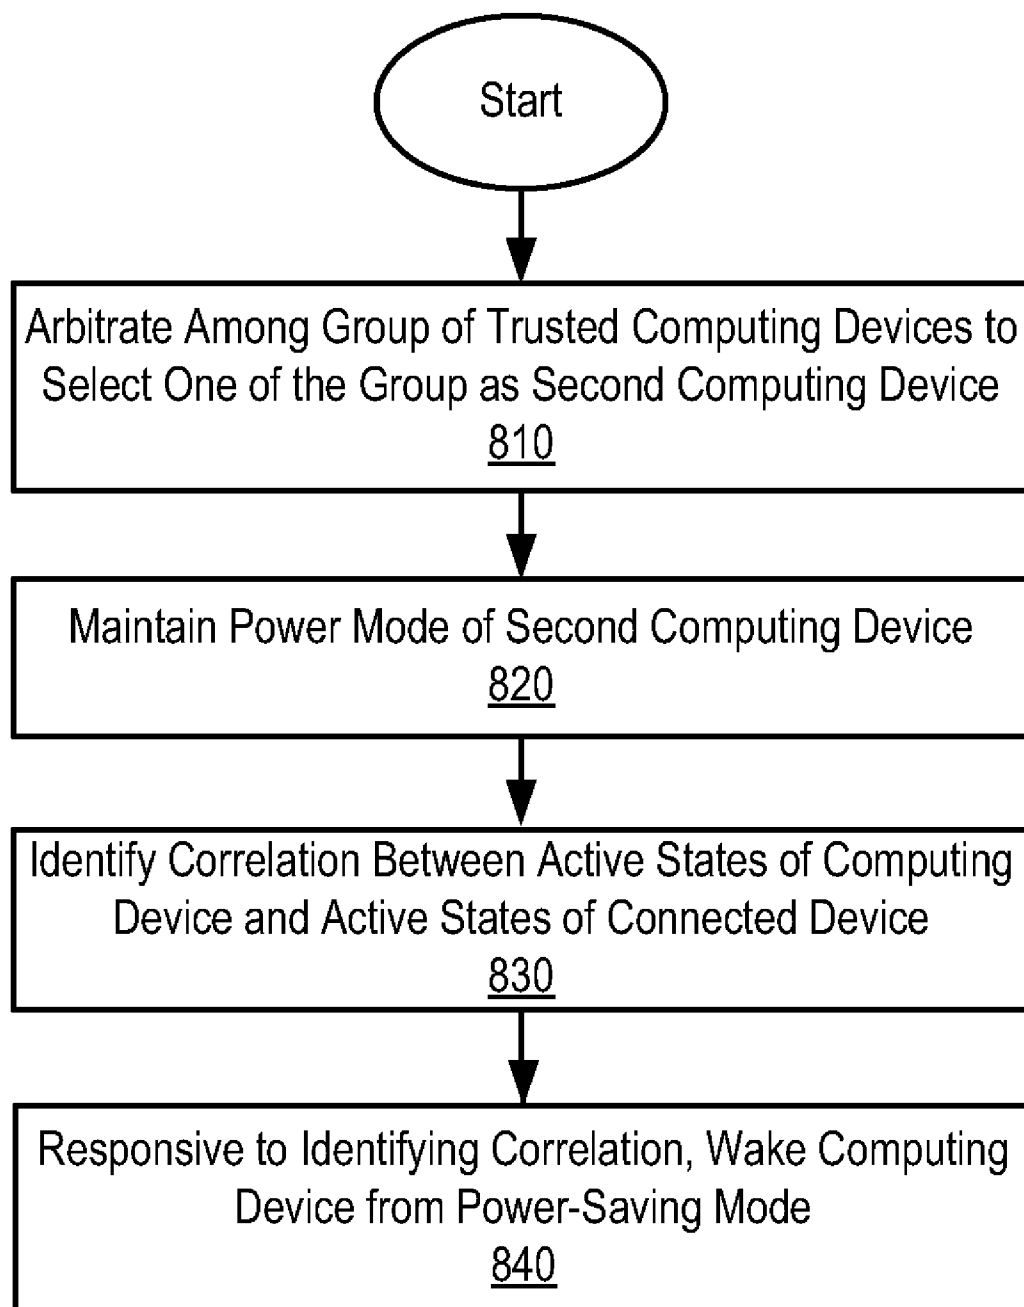 Start
Arbitrate Among Group of Trusted Computing Devices to
Select One of the Group as Second Computing Device
810
Maintain Power Mode of Second Computing Device
820
Identify Correlation Between Active States of Computing
Device and Active States of Connected Device
830
Responsive to Identifying Correlation, Wake Computing
Device from Power-Saving Mode
840